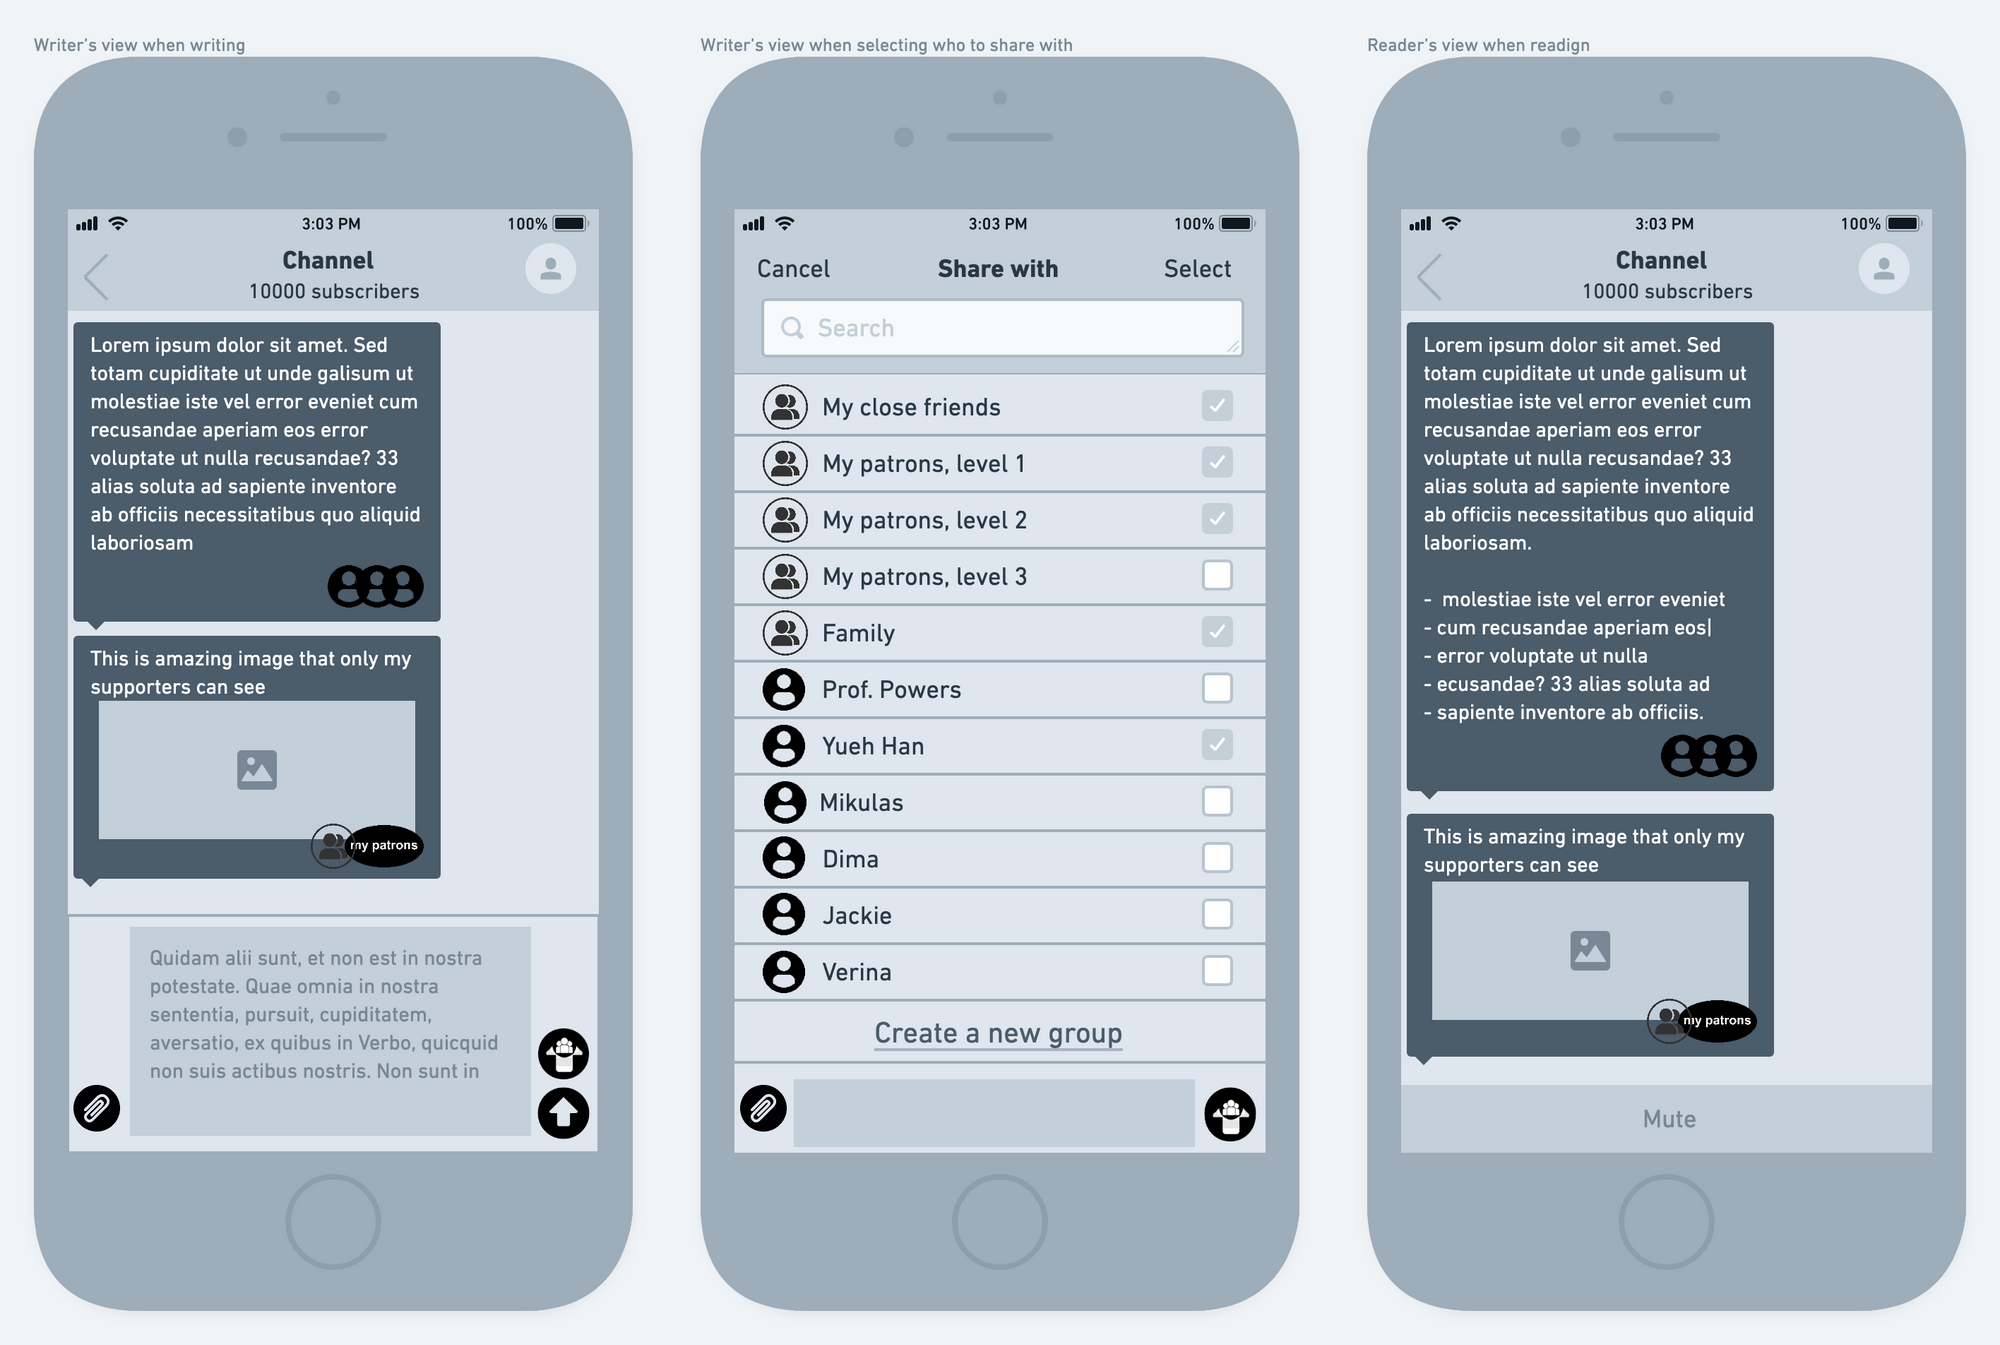 Writer's view when writing
3:03 PM
100%
Channel
10000 subscribers
Lorem ipsum dolor sit amet. Sed
totam cupiditate ut unde galisum ut
molestiae iste vel error eveniet cum
recusandae aperiam eos error
voluptate ut nulla recusandae? 33
alias soluta ad sapiente inventore
ab officiis necessitatibus quo aliquid
laboriosam
This is amazing image that only my
supporters can see
my patrons
Quidam alii sunt, et non est in nostra
potestate. Quae omnia in nostra
sententia, pursuit, cupiditatem,
aversatio, ex quibus in Verbo, quicquid
non suis actibus nostris. Non sunt in
Writer's view when selecting who to share with
3:03 PM
100%
Cancel
Share with
Select
Search
My close friends
My patrons, level 1
My patrons, level 2
My patrons, level 3
Family
Prof. Powers
Yueh Han
Mikulas
Dima
Jackie
Verina
Create a new group
Reader's view when readign
3:03 PM
100%
Channel
10000 subscribers
Lorem ipsum dolor sit amet. Sed
totam cupiditate ut unde galisum ut
molestiae iste vel error eveniet cum
recusandae aperiam eos error
voluptate ut nulla recusandae? 33
alias soluta ad sapiente inventore
ab officiis necessitatibus quo aliquid
laboriosam.
- molestiae iste vel error eveniet
- cum recusandae aperiam eos|
- error voluptate ut nulla
- ecusandae? 33 alias soluta ad
- sapiente inventore ab officiis.
This is amazing image that only my
supporters can see
my patrons
Mute